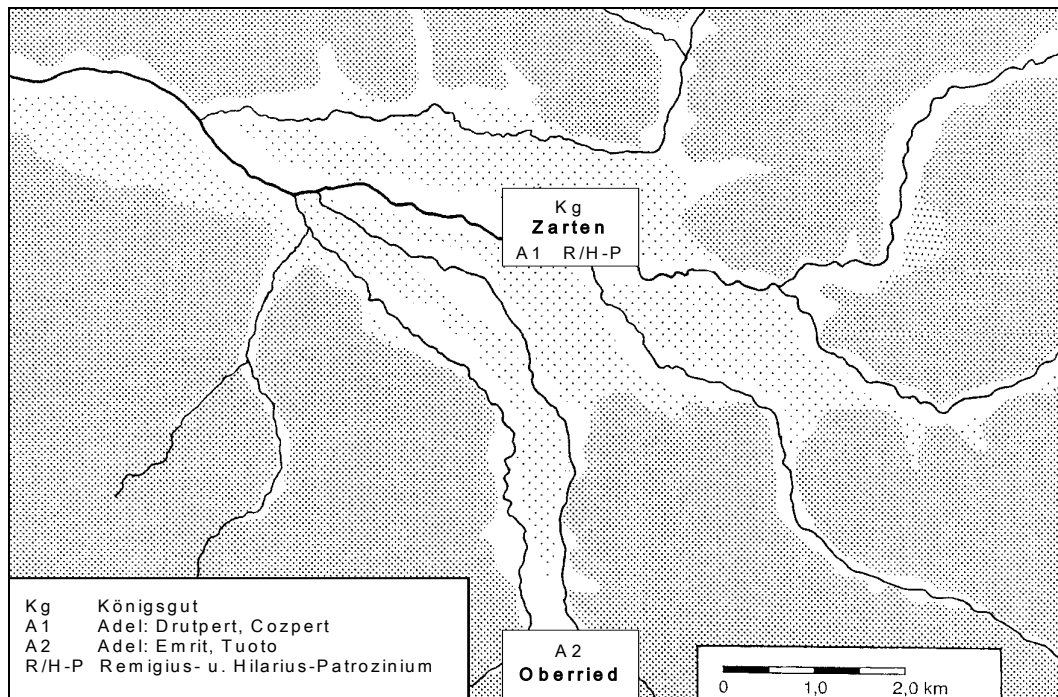 Kg
Zarten
A1 R/H-P
A2
Oberried
Kg Königsgut
A1 Adel: Drutpert, Cozpert
A2 Adel: Emrit, Tuoto
R/H-P Remigius- u. Hilarius-Patrozinium
0 1,0 2,0 km